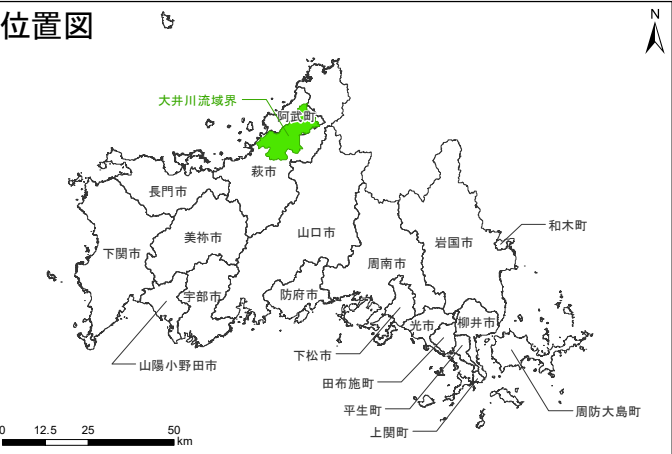 位置図
N
大井川流域界
阿武町
萩市
長門市
和木町
山口市
美祢市
岩国市
下関市
周南市
宇部市
防府市
光市
柳井市
下松市
山陽小野田市
田布施町
平生町
周防大島町
上関町
0 12.5 25 50
km